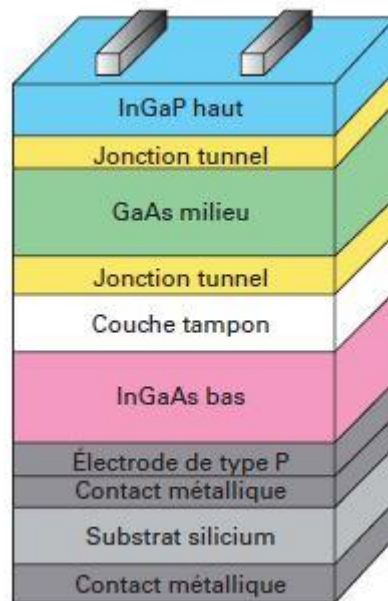 InGaP haut
Jonction tunnel
GaAs milieu
Jonction tunnel
Couche tampon
InGaAs bas
Électrode de type P
Contact métallique
Substrat silicium
Contact métallique